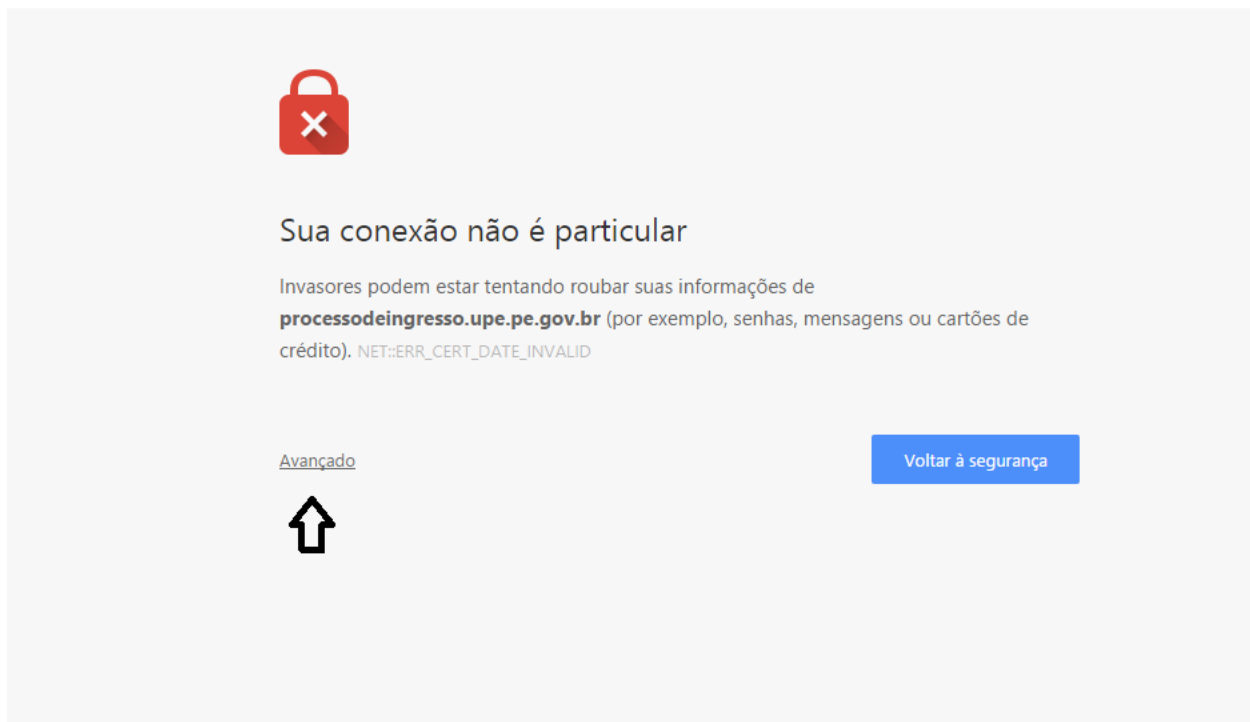 Sua conexão não é particular
Invasores podem estar tentando roubar suas informações de
processodeingresso.upe.pe.gov.br (por exemplo, senhas, mensagens ou cartões de
crédito). NET::ERR_CERT_DATE_INVALID
Avançado
Voltar à segurança